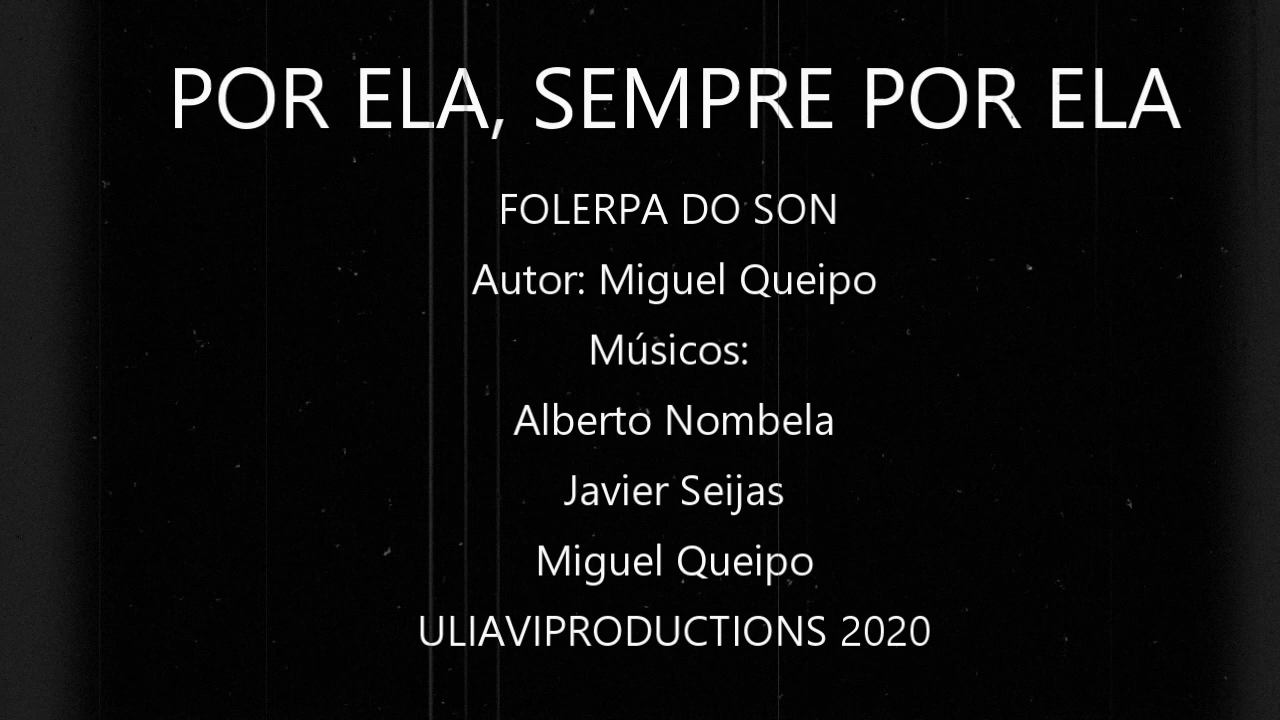 POR ELA, SEMPRE POR ELA
FOLERPA DO SON
Autor: Miguel Queipo
Músicos:
Alberto Nombela
Javier Seijas
Miguel Queipo
ULIAVIPRODUCTIONS 2020